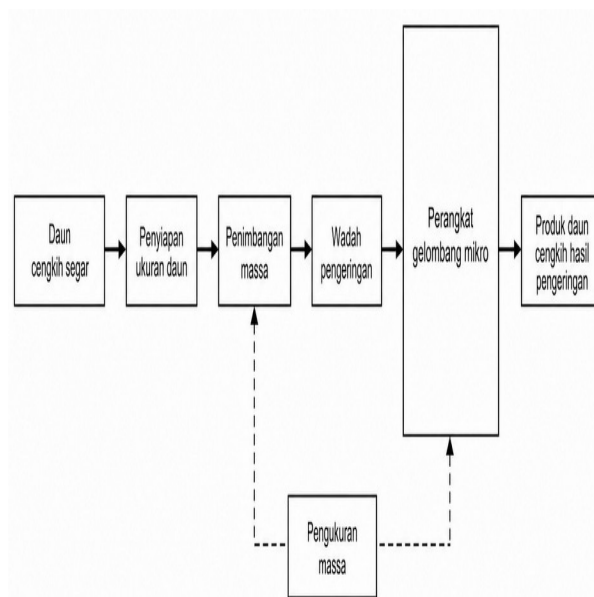 Daun
cengkih segar
Penyiapan
ukuran daun
Penimbangan
massa
Wadah
pengeringan
Perangkat
gelombang mikro
Produk daun
cengkih hasil
pengeringan
Pengukuran
massa